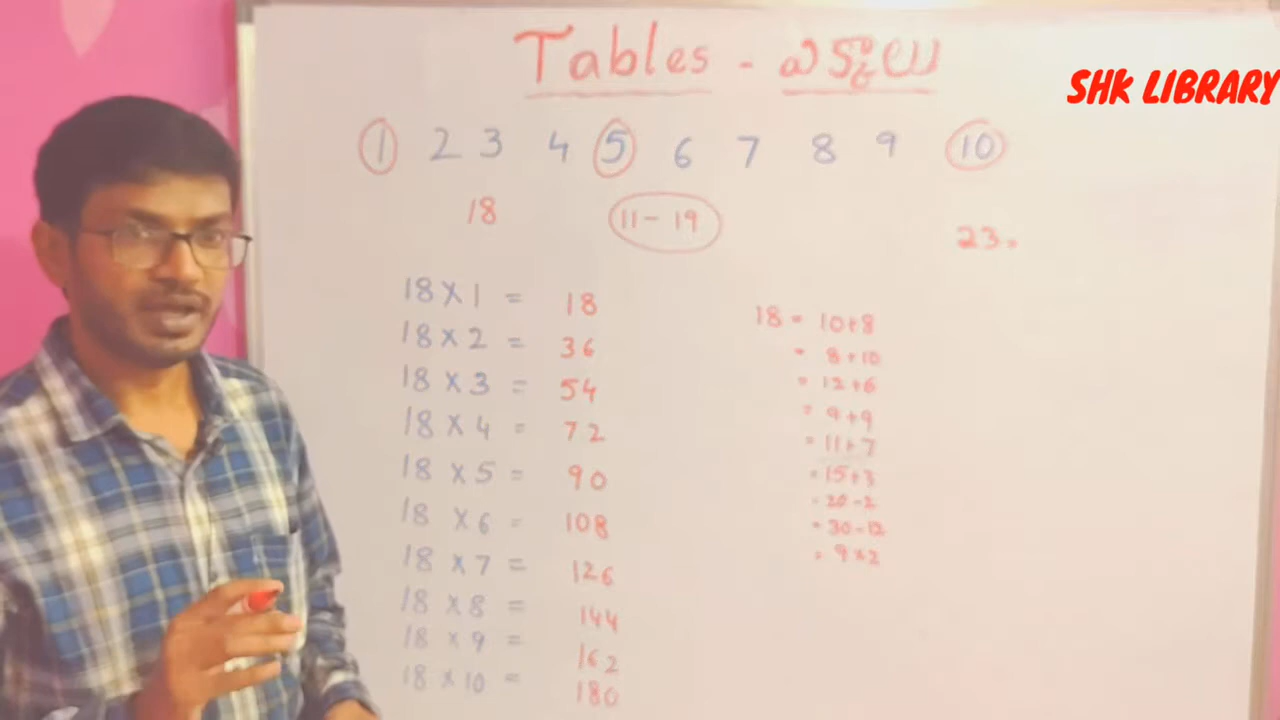 Tables - ఎక్కాలు
SHK LIBRARY
1 2 3 4 5 6 7 8 9 10
18 11 - 19 23.
18 X 1 = 18
18 x 2 = 36
18 x 3 = 54
18 x 4 = 72
18 x 5 = 90
18 x 6 = 108
18 x 7 = 126
18 x 8 = 144
18 x 9 = 162
18 x 10 = 180
18 = 10+8
= 8+10
= 12+6
= 9+9
= 11+7
= 15+3
= 20-2
= 30-12
= 9x2